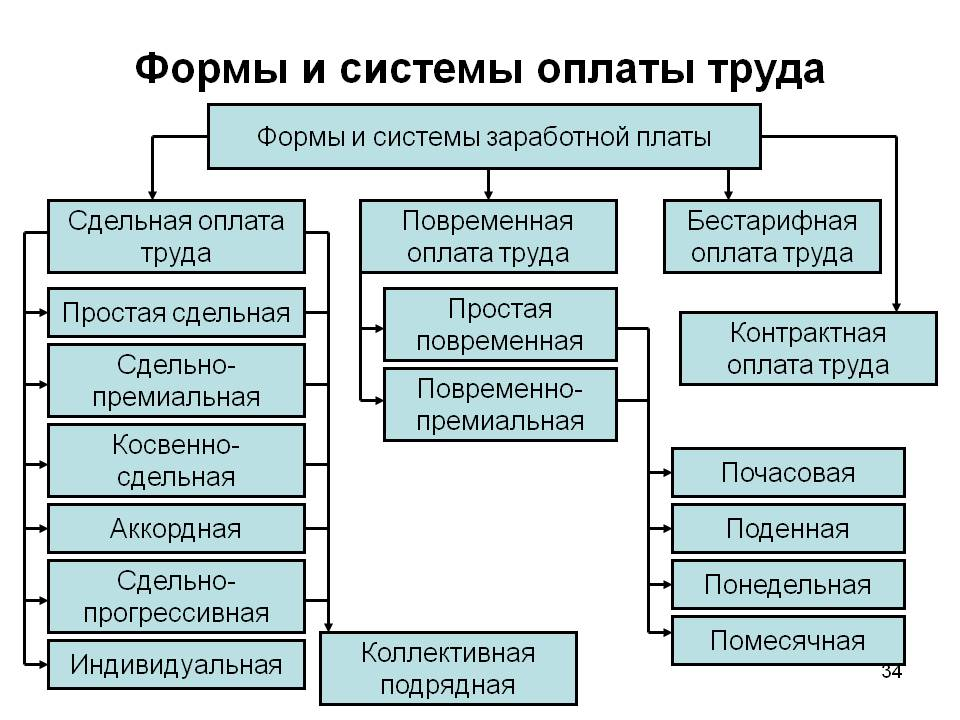 Формы и системы оплаты труда
Формы и системы заработной платы
Сдельная оплата
труда
Повременная
оплата труда
Бестарифная
оплата труда
Простая сдельная
Сдельно-
премиальная
Косвенно-
сдельная
Аккордная
Сдельно-
прогрессивная
Индивидуальная
Коллективная
подрядная
Простая
повременная
Повременно-
премиальная
Контрактная
оплата труда
Почасовая
Поденная
Понедельная
Помесячная
34